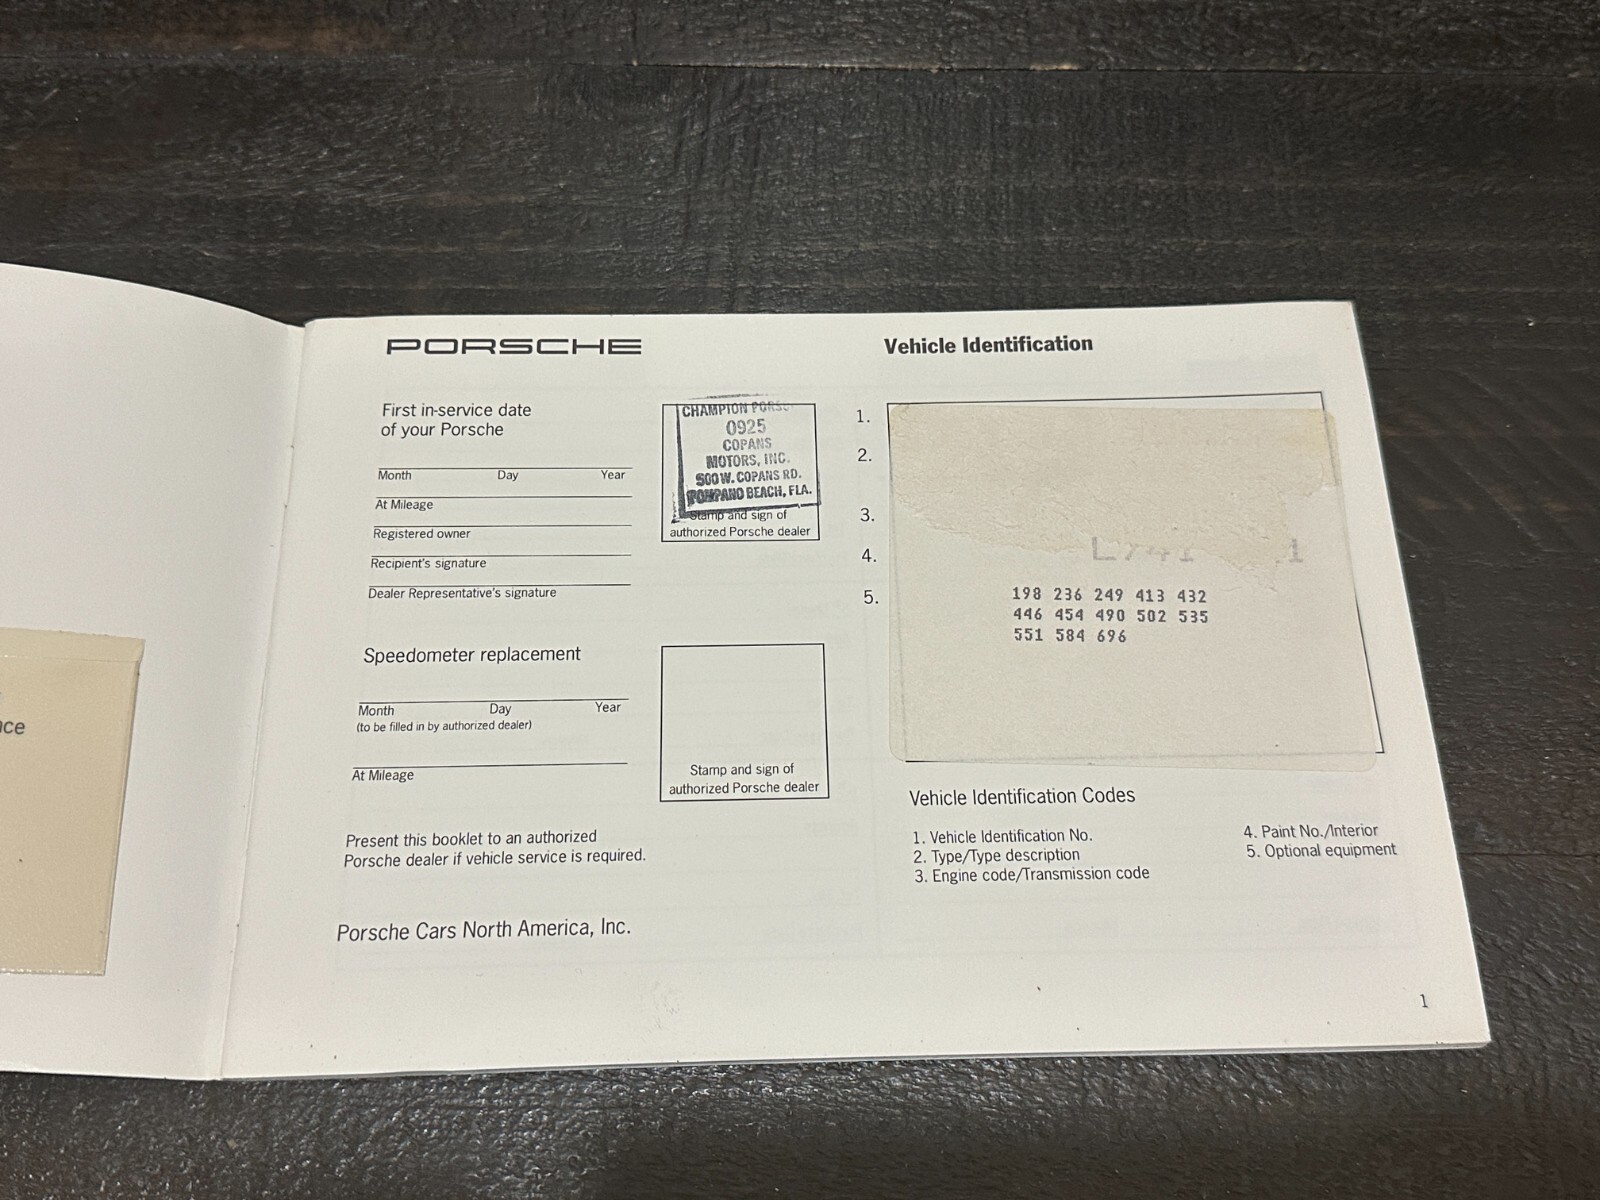 PORSCHE
First in-service date
of your Porsche
Month Day Year
At Mileage
Registered owner
Recipient's signature
Dealer Representative's signature
CHAMPION
0925
COPANS
MOTORS, INC.
500 W. COPANS RD.
POMPANO BEACH, FLA.
Stamp and sign of
authorized Porsche dealer
Speedometer replacement
Month Day Year
(to be filled in by authorized dealer)
At Mileage
Stamp and sign of
authorized Porsche dealer
Present this booklet to an authorized
Porsche dealer if vehicle service is required.
Porsche Cars North America, Inc.
Vehicle Identification
1.
2.
3.
4.
5.
198 236 249 413 432
446 454 490 502 535
551 584 696
Vehicle Identification Codes
1. Vehicle Identification No.
2. Type/Type description
3. Engine code/Transmission code
4. Paint No./Interior
5. Optional equipment
1